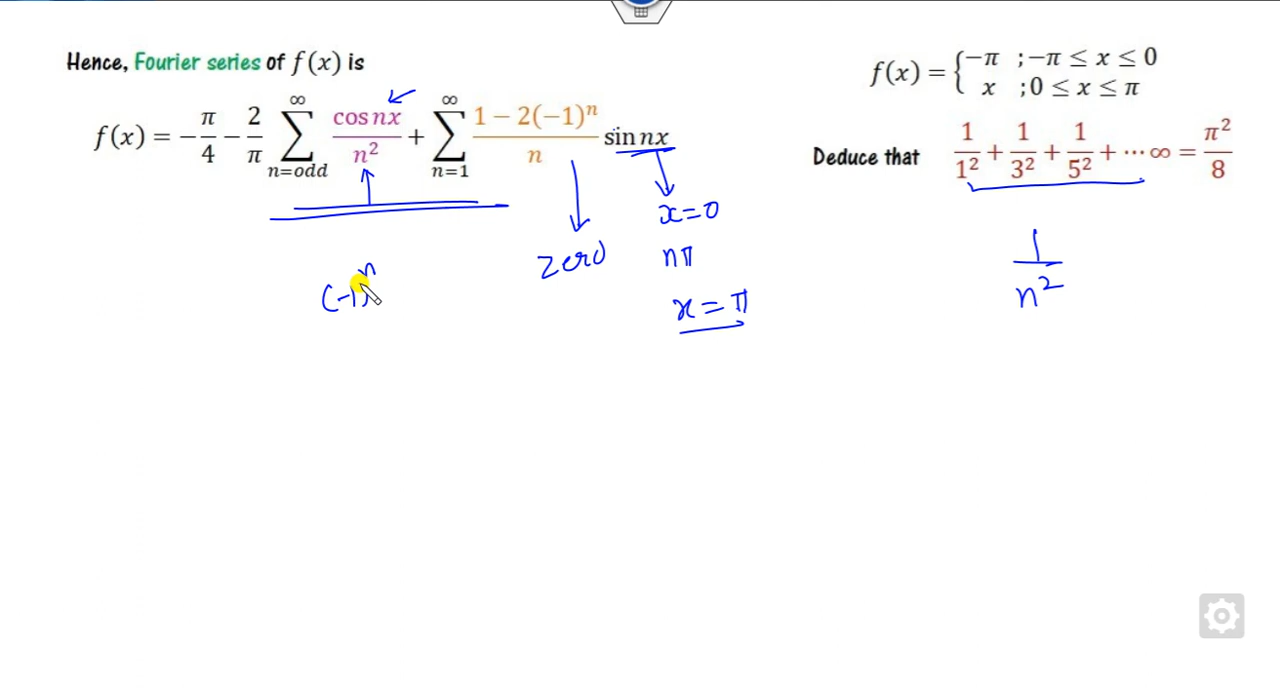 Hence, Fourier series of f(x) is
f(x) = −π/4 − 2/π ∑_{n=odd}^{∞} cos nx / n² + ∑_{n=1}^{∞} (1 − 2(−1)ⁿ)/n sin nx
f(x) = { −π ; −π ≤ x ≤ 0
x ; 0 ≤ x ≤ π
Deduce that 1/1² + 1/3² + 1/5² + ⋯ ∞ = π²/8
x=0
zero
nπ
(-1)ⁿ
x = π
1/n²